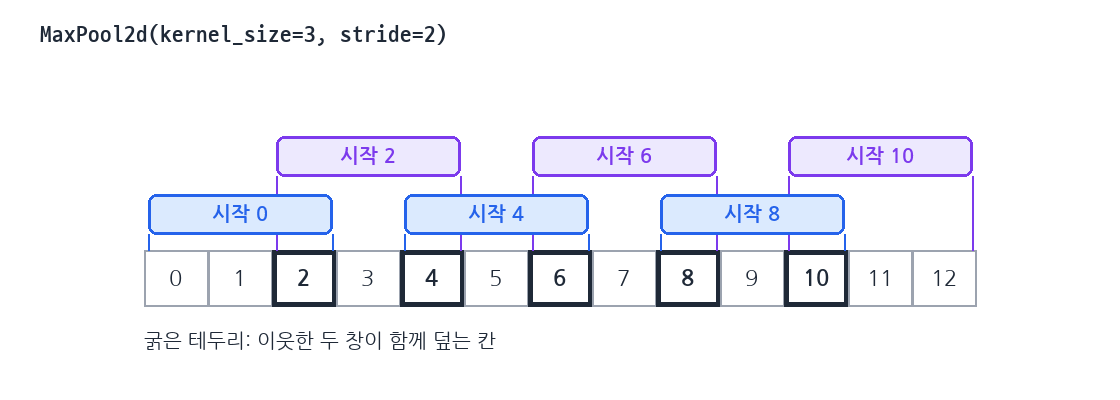 MaxPool2d(kernel_size=3, stride=2)
시작 2 시작 6 시작 10
시작 0 시작 4 시작 8
0 1 2 3 4 5 6 7 8 9 10 11 12
굵은 테두리: 이웃한 두 창이 함께 덮는 칸